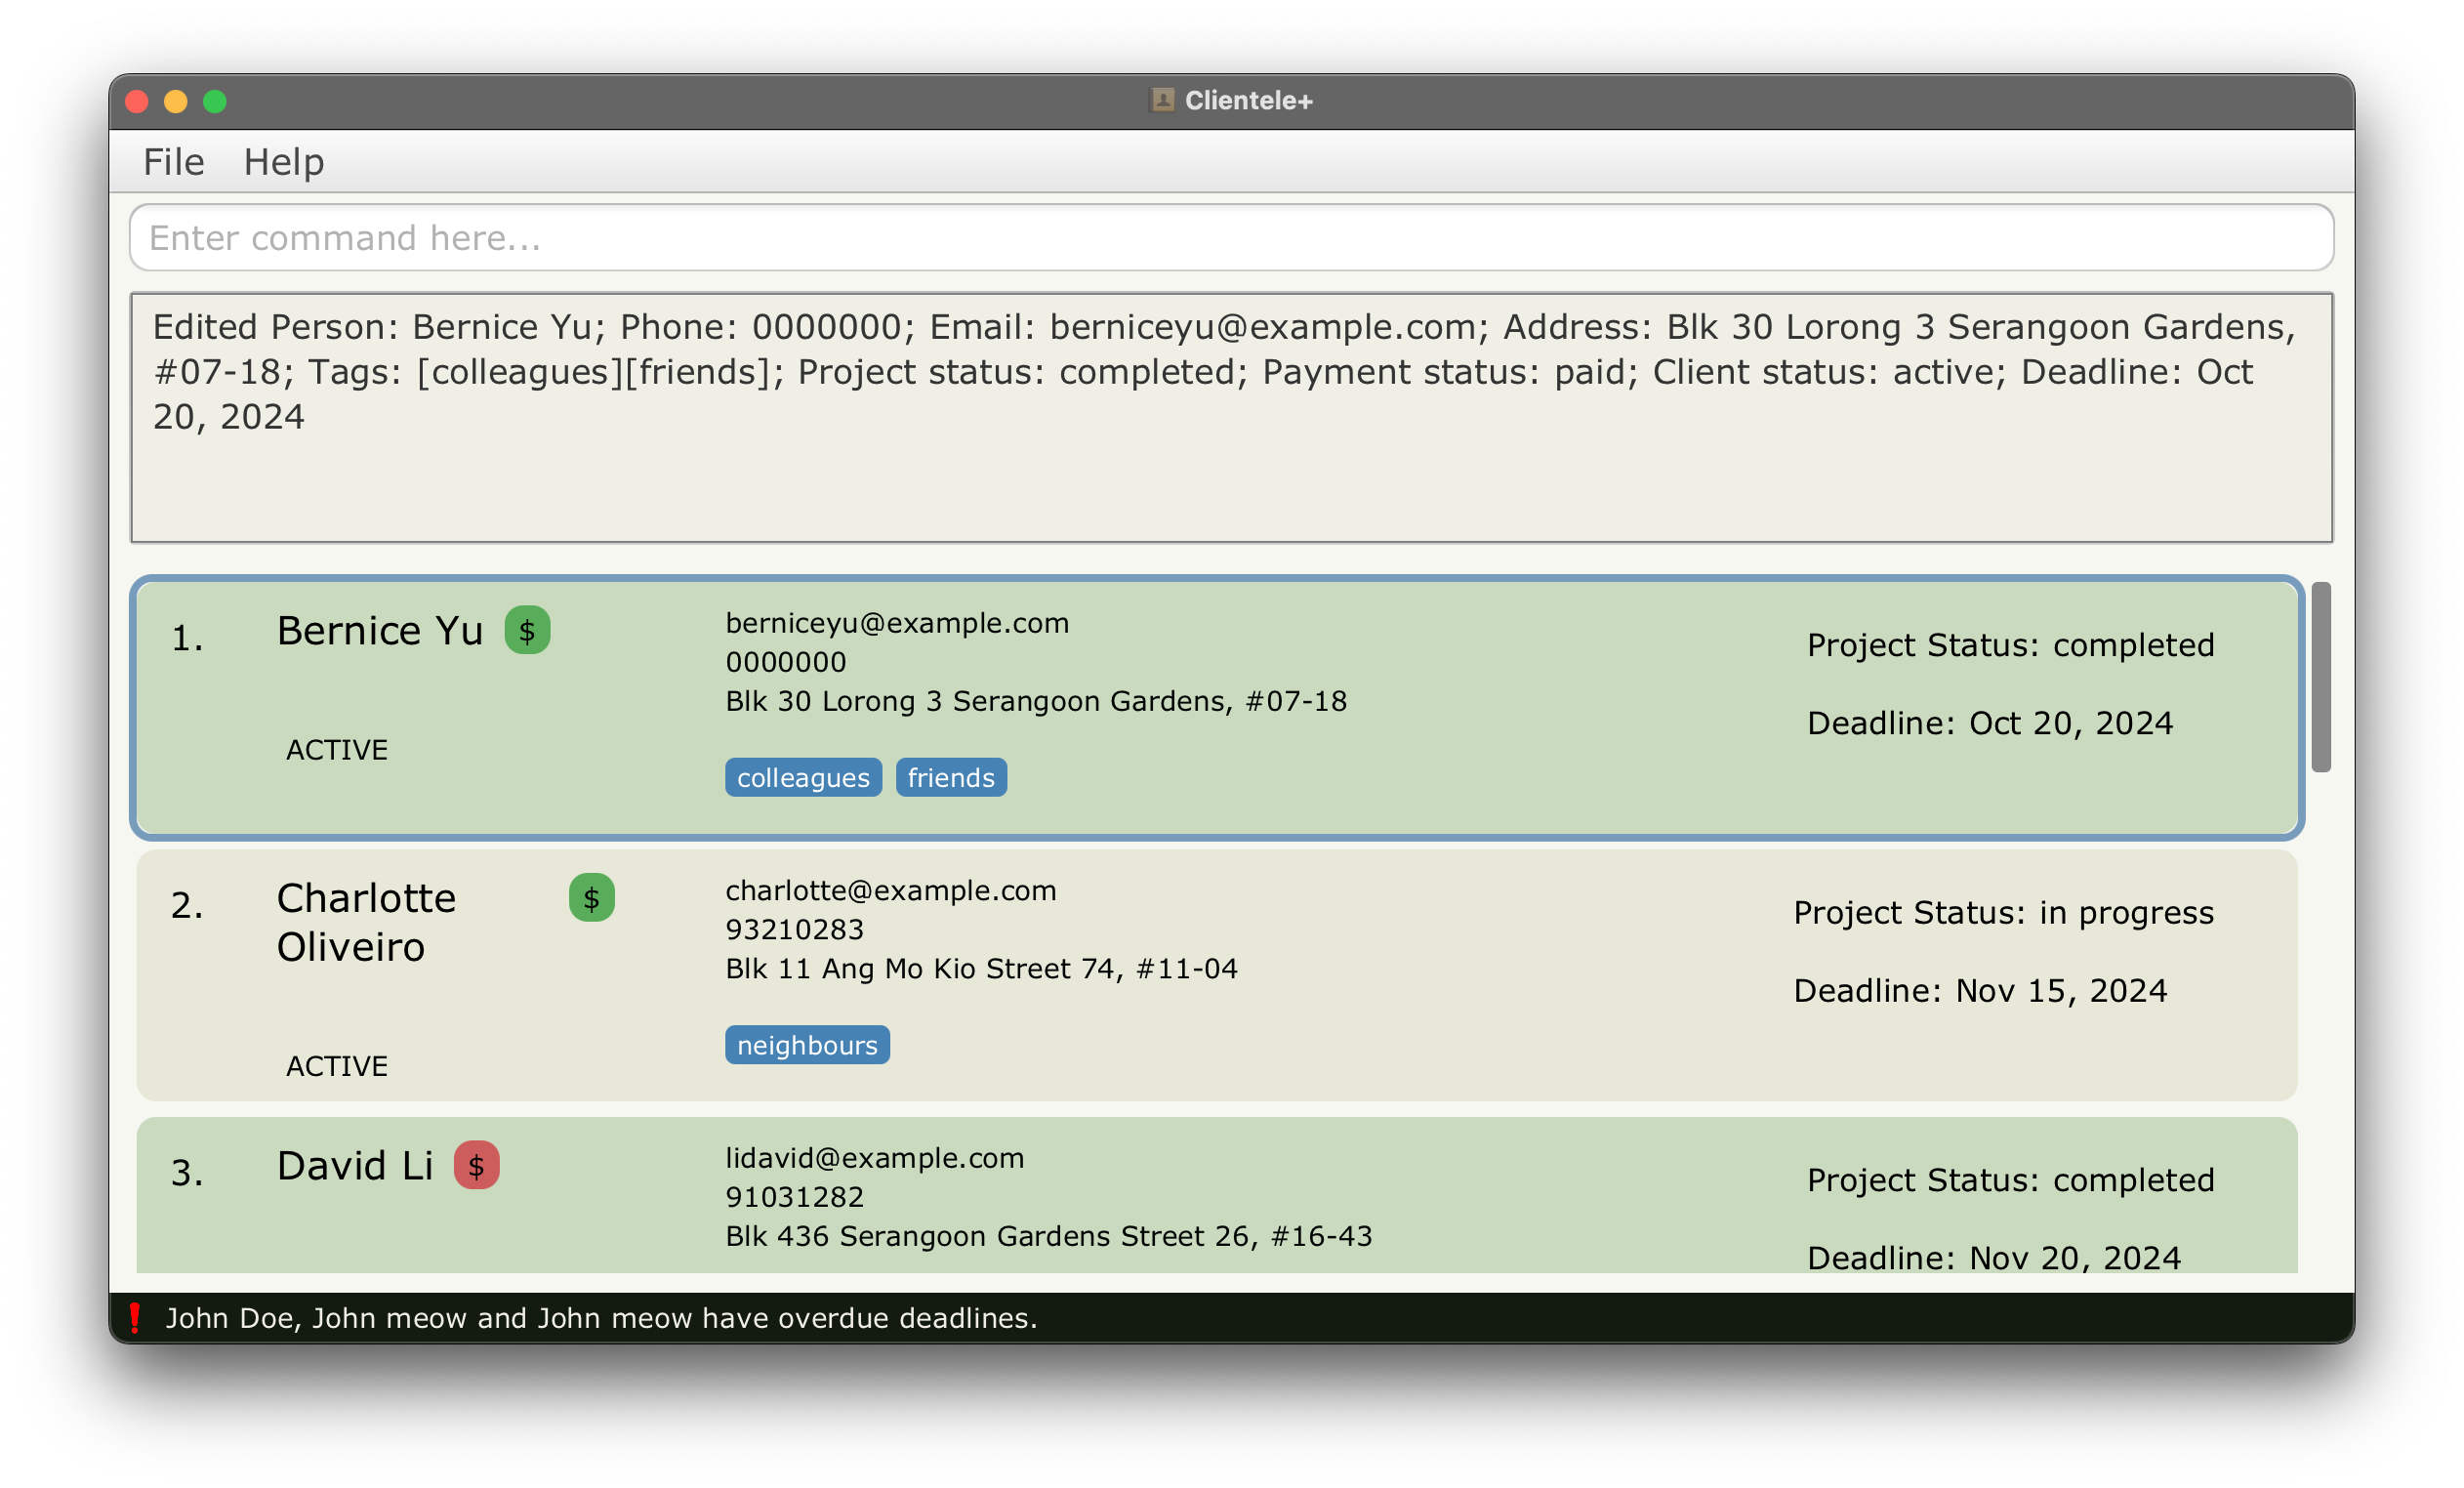 Clientele+
File Help
Enter command here...
Edited Person: Bernice Yu; Phone: 0000000; Email: berniceyu@example.com; Address: Blk 30 Lorong 3 Serangoon Gardens,
#07-18; Tags: [colleagues][friends]; Project status: completed; Payment status: paid; Client status: active; Deadline: Oct
20, 2024
1.
Bernice Yu $
ACTIVE
berniceyu@example.com
0000000
Blk 30 Lorong 3 Serangoon Gardens, #07-18
colleagues friends
Project Status: completed
Deadline: Oct 20, 2024
2.
Charlotte $
Oliveiro
ACTIVE
charlotte@example.com
93210283
Blk 11 Ang Mo Kio Street 74, #11-04
neighbours
Project Status: in progress
Deadline: Nov 15, 2024
3.
David Li $
lidavid@example.com
91031282
Blk 436 Serangoon Gardens Street 26, #16-43
Project Status: completed
Deadline: Nov 20, 2024
John Doe, John meow and John meow have overdue deadlines.